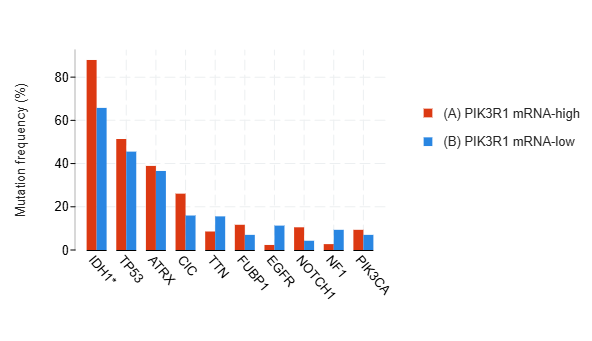 Mutation frequency (%)
80
60
40
20
0
IDH1*
TP53
ATRX
CIC
TTN
FUBP1
EGFR
NOTCH1
NF1
PIK3CA
(A) PIK3R1 mRNA-high
(B) PIK3R1 mRNA-low